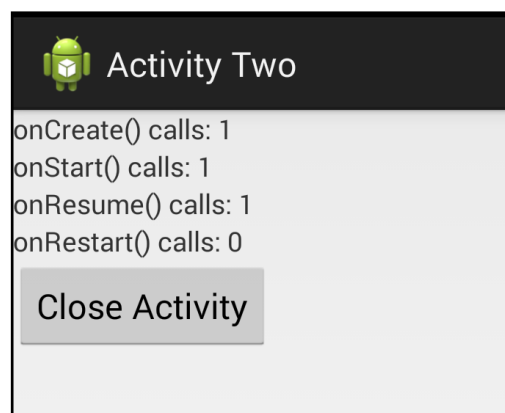 Activity Two
onCreate() calls: 1
onStart() calls: 1
onResume() calls: 1
onRestart() calls: 0
Close Activity